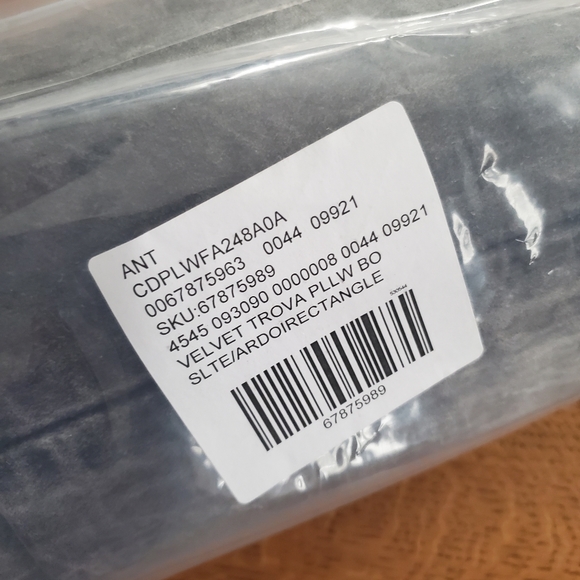 ANT
CDPLWFA248A0A
0067875963 0044 09921
SKU:67875989
4545 093090 0000008 0044 09921
VELVET TROVA PLLW BO
SLTE/ARDOIRECTANGLE
67875989